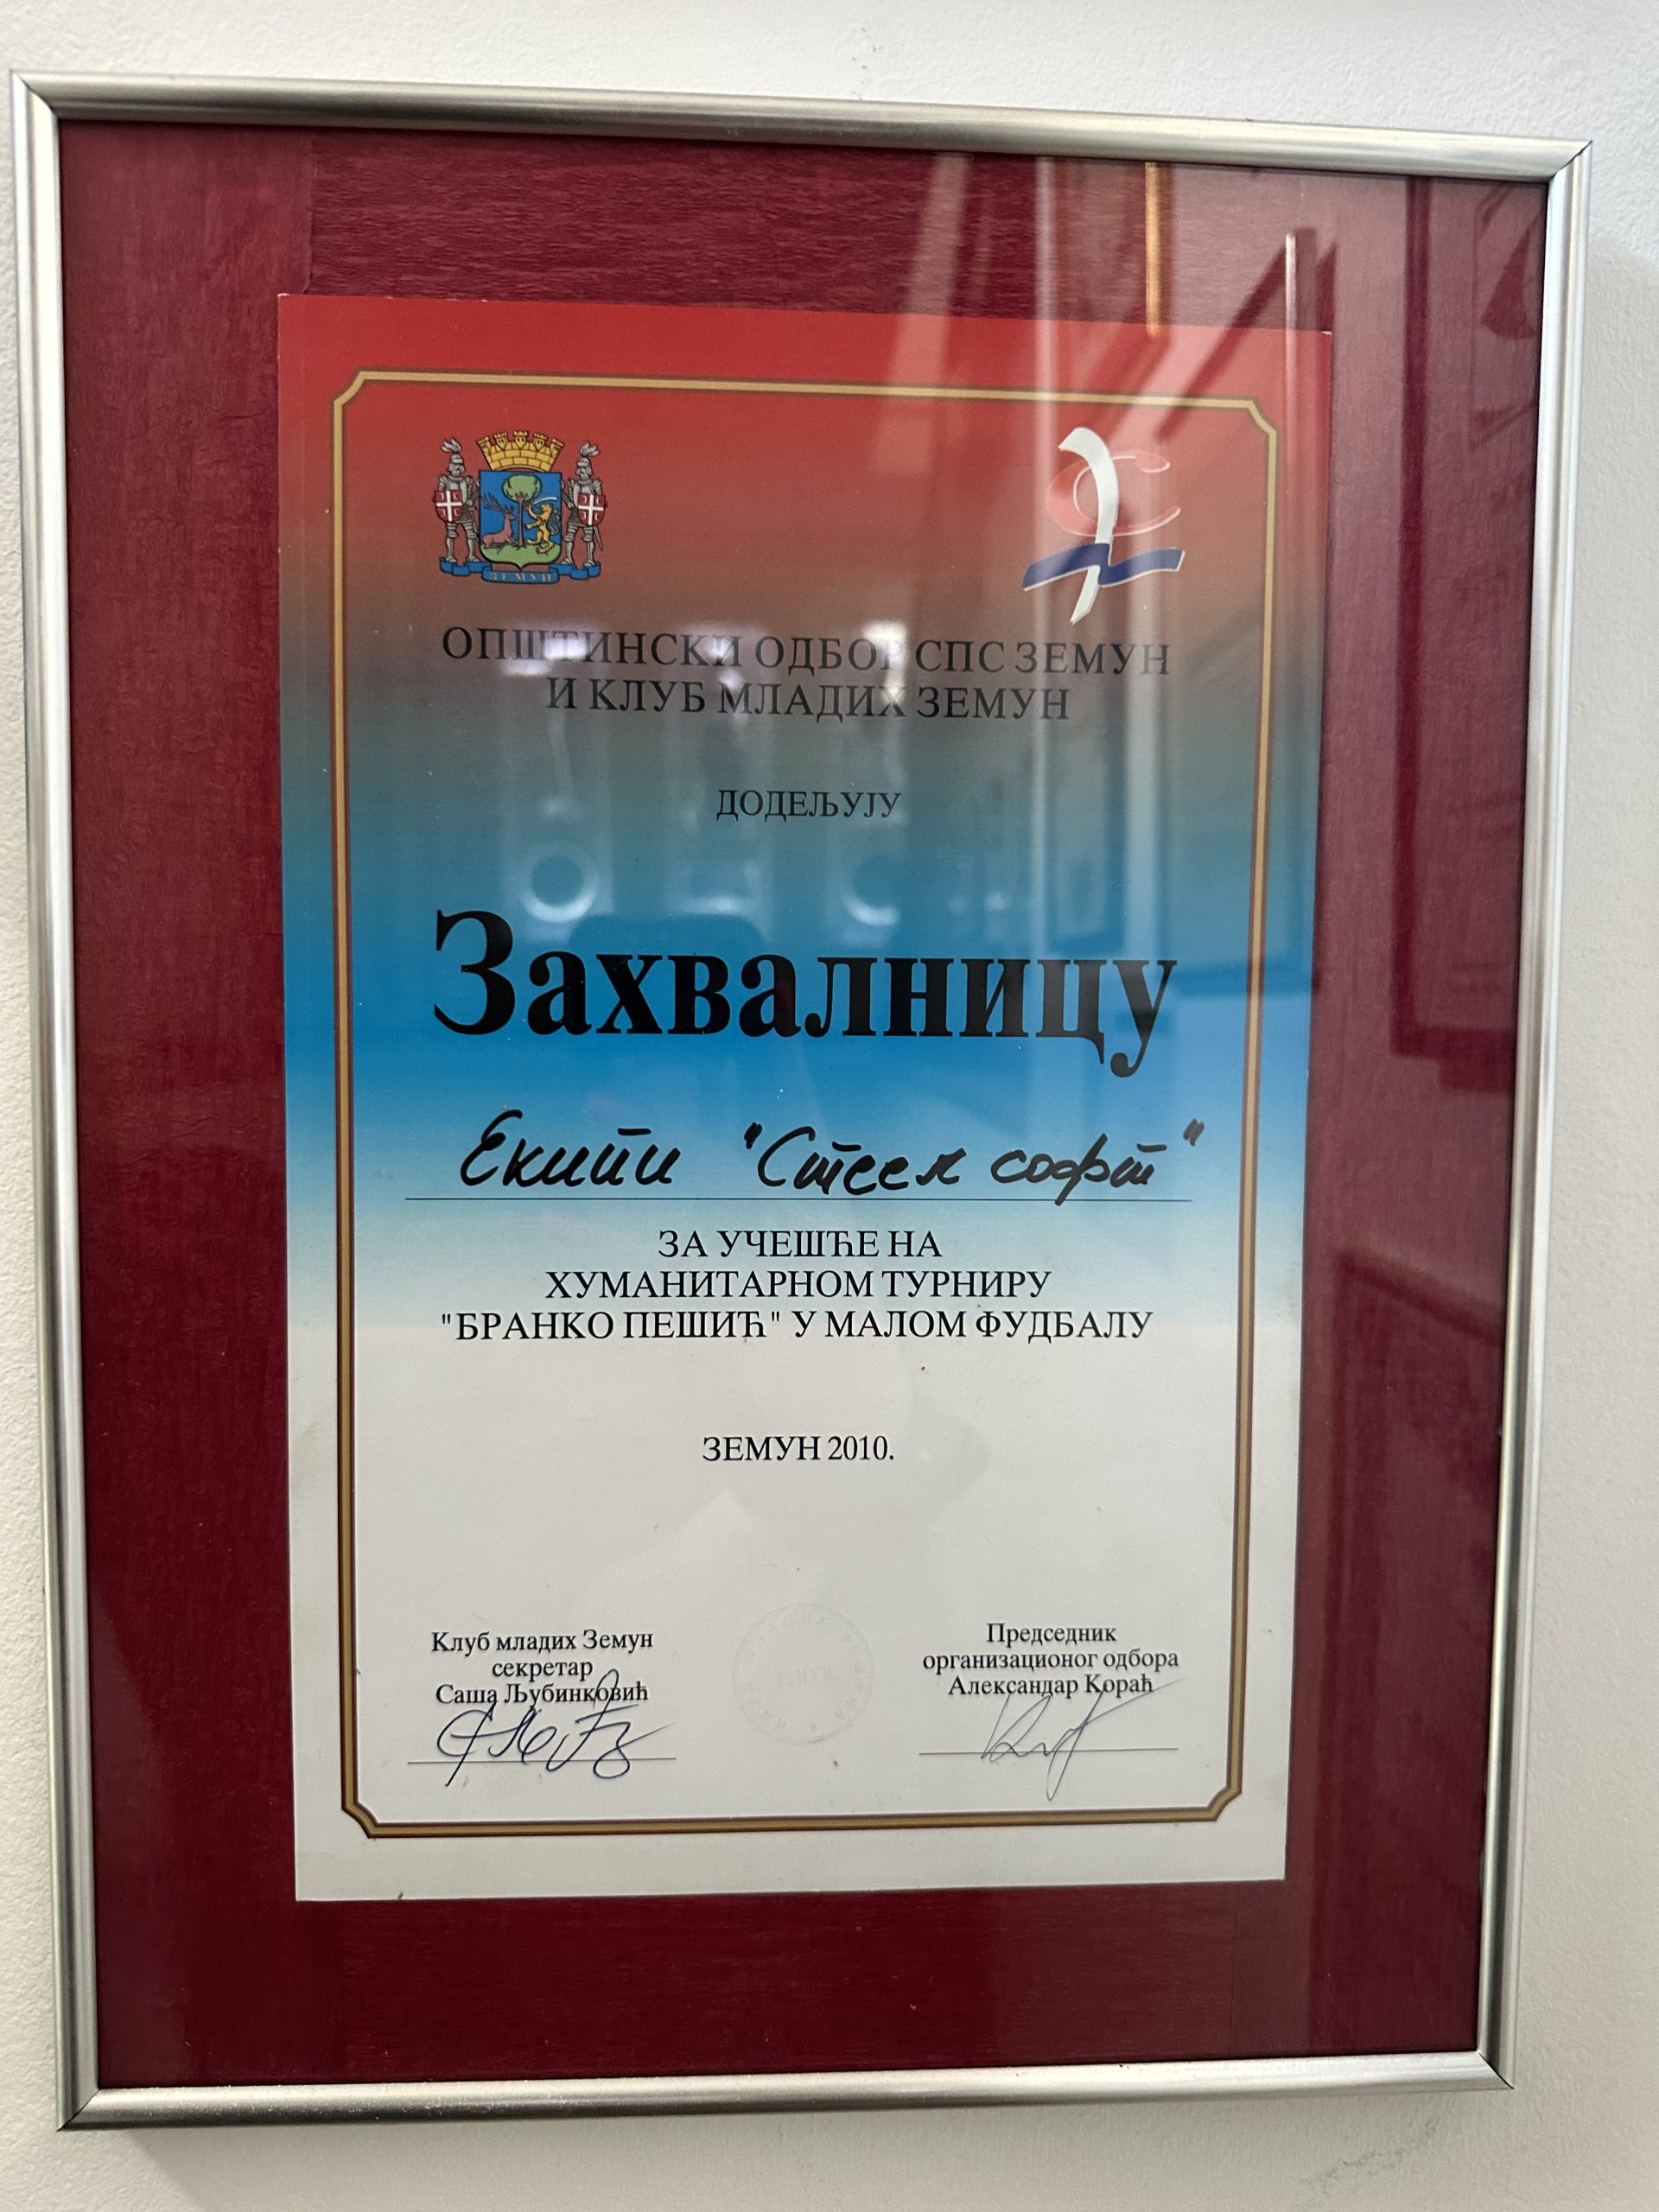 ЗЕМУН
ОПШТИНСКИ ОДБОР СПС ЗЕМУН
И КЛУБ МЛАДИХ ЗЕМУН
ДОДЕЉУЈУ
Захвалницу
Екипи "Стеел софт"
ЗА УЧЕШЋЕ НА
ХУМАНИТАРНОМ ТУРНИРУ
"БРАНКО ПЕШИЋ" У МАЛОМ ФУДБАЛУ
ЗЕМУН 2010.
Клуб младих Земун
секретар
Саша Љубинковић
Председник
организационог одбора
Александар Кораћ